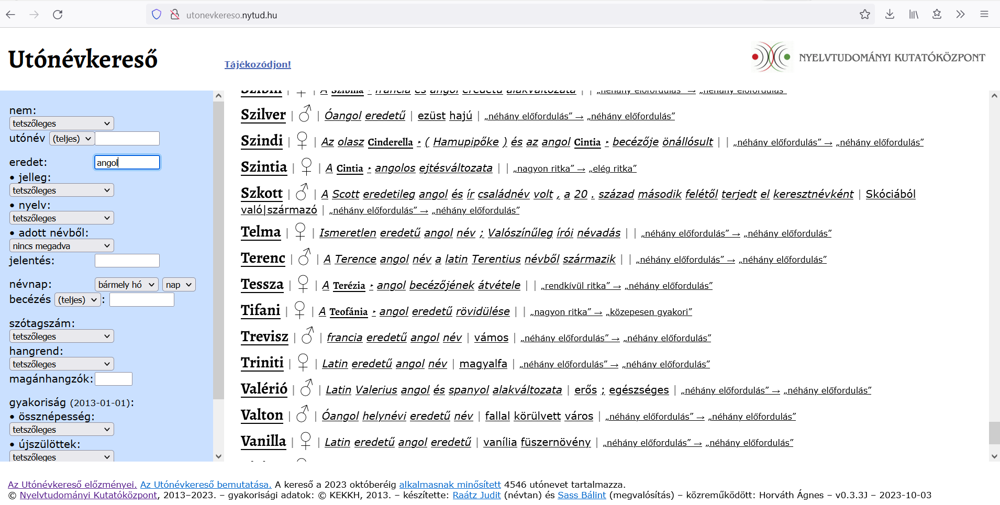 utonevkereso.nytud.hu
Utónévkereső
Tájékozódjon!
NYELVTUDOMÁNYI KUTATÓKÖZPONT
nem:
tetszőleges
utónév (teljes)
eredet: angol
• jelleg:
tetszőleges
• nyelv:
tetszőleges
• adott névből:
nincs megadva
jelentés:
névnap: bármely hó nap
becézés (teljes) :
szótagszám:
tetszőleges
hangrend:
tetszőleges
magánhangzók:
gyakoriság (2013-01-01):
• össznépesség:
tetszőleges
• újszülöttek:
tetszőleges
A Szibilla ‣ francia és angol eredetű alakváltozata | | „néhány előfordulás” → „néhány előfordulás”
Szilver | ♂ | Óangol eredetű | ezüst hajú | „néhány előfordulás” → „néhány előfordulás”
Szindi | ♀ | Az olasz Cinderella ‣ ( Hamupipőke ) és az angol Cintia ‣ becézője önállósult | | „néhány előfordulás” → „néhány előfordulás”
Szintia | ♀ | A Cintia ‣ angolos ejtésváltozata | | „nagyon ritka” → „elég ritka”
Szkott | ♂ | A Scott eredetileg angol és ír családnév volt , a 20 . század második felétől terjedt el keresztnévként | Skóciából
való|származó | „néhány előfordulás” → „néhány előfordulás”
Telma | ♀ | Ismeretlen eredetű angol név ; Valószínűleg írói névadás | | „néhány előfordulás” → „néhány előfordulás”
Terenc | ♂ | A Terence angol név a latin Terentius névből származik | | „néhány előfordulás” → „néhány előfordulás”
Tessza | ♀ | A Terézia ‣ angol becézőjének átvétele | | „rendkívül ritka” → „néhány előfordulás”
Tifani | ♀ | A Teofánia ‣ angol eredetű rövidülése | | „nagyon ritka” → „közepesen gyakori”
Trevisz | ♂ | francia eredetű angol név | vámos | „néhány előfordulás” → „néhány előfordulás”
Triniti | ♀ | Latin eredetű angol név | magyalfa | „néhány előfordulás” → „néhány előfordulás”
Valérió | ♂ | Latin Valerius angol és spanyol alakváltozata | erős ; egészséges | „néhány előfordulás” → „néhány előfordulás”
Valton | ♂ | Óangol helynévi eredetű név | fallal körülvett város | „néhány előfordulás” → „néhány előfordulás”
Vanilla | ♀ | Latin eredetű angol eredetű | vanília füszernövény | „néhány előfordulás” → „néhány előfordulás”
Az Utónévkereső előzményei. Az Utónévkereső bemutatása. A kereső a 2023 októberéig alkalmasnak minősített 4546 utónevet tartalmazza.
© Nyelvtudományi Kutatóközpont, 2013–2023. – gyakorisági adatok: © KEKKH, 2013. – készítette: Raátz Judit (névtan) és Sass Bálint (megvalósítás) – közreműködött: Horváth Ágnes – v0.3.3J – 2023-10-03